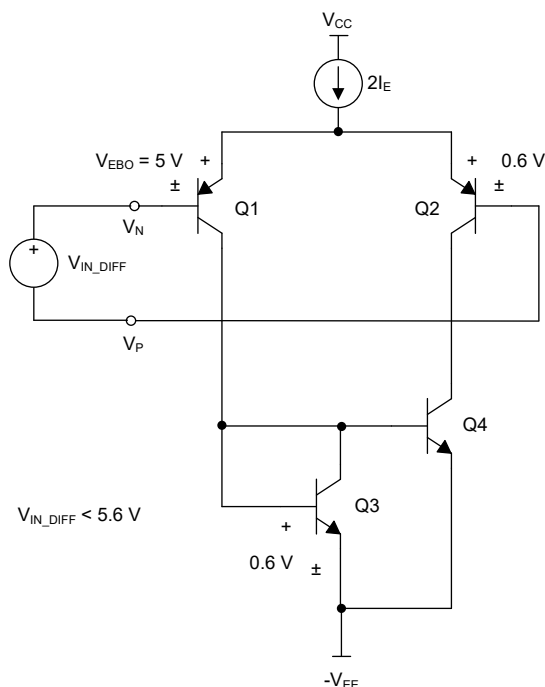 VCC
2IE
VEBO = 5 V
+
±
+
0.6 V
±
Q1
Q2
VN
+
VIN_DIFF
VP
Q4
Q3
VIN_DIFF < 5.6 V
+
0.6 V
±
-VEE